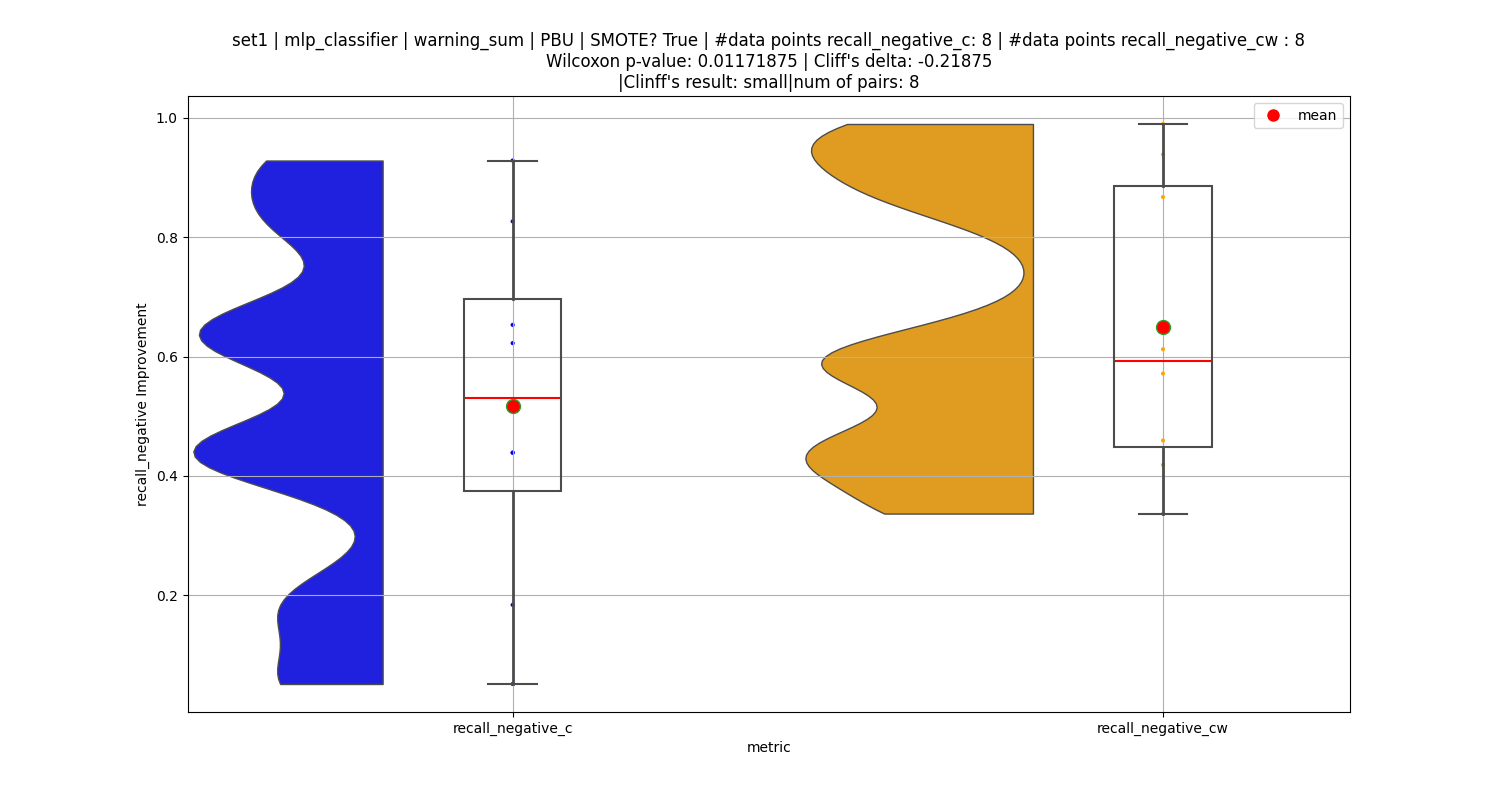 set1 | mlp_classifier | warning_sum | PBU | SMOTE? True | #data points recall_negative_c: 8 | #data points recall_negative_cw : 8
Wilcoxon p-value: 0.01171875 | Cliff's delta: -0.21875
|Clinff's result: small|num of pairs: 8
mean
1.0
0.8
0.6
0.4
0.2
recall_negative Improvement
recall_negative_c
recall_negative_cw
metric